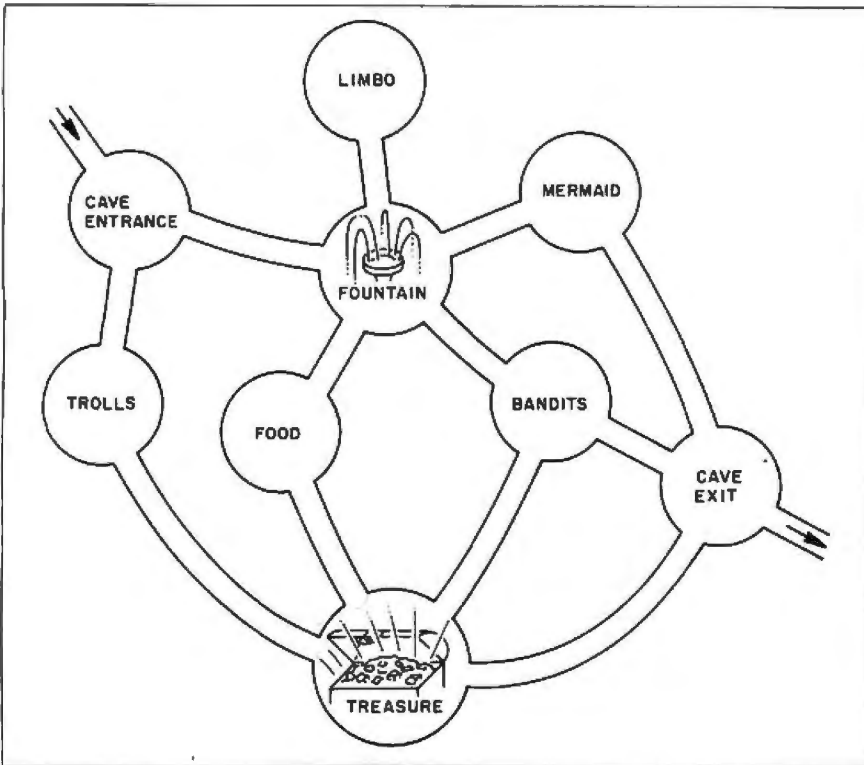 LIMBO
CAVE
ENTRANCE
MERMAID
FOUNTAIN
TROLLS
FOOD
BANDITS
CAVE
EXIT
TREASURE